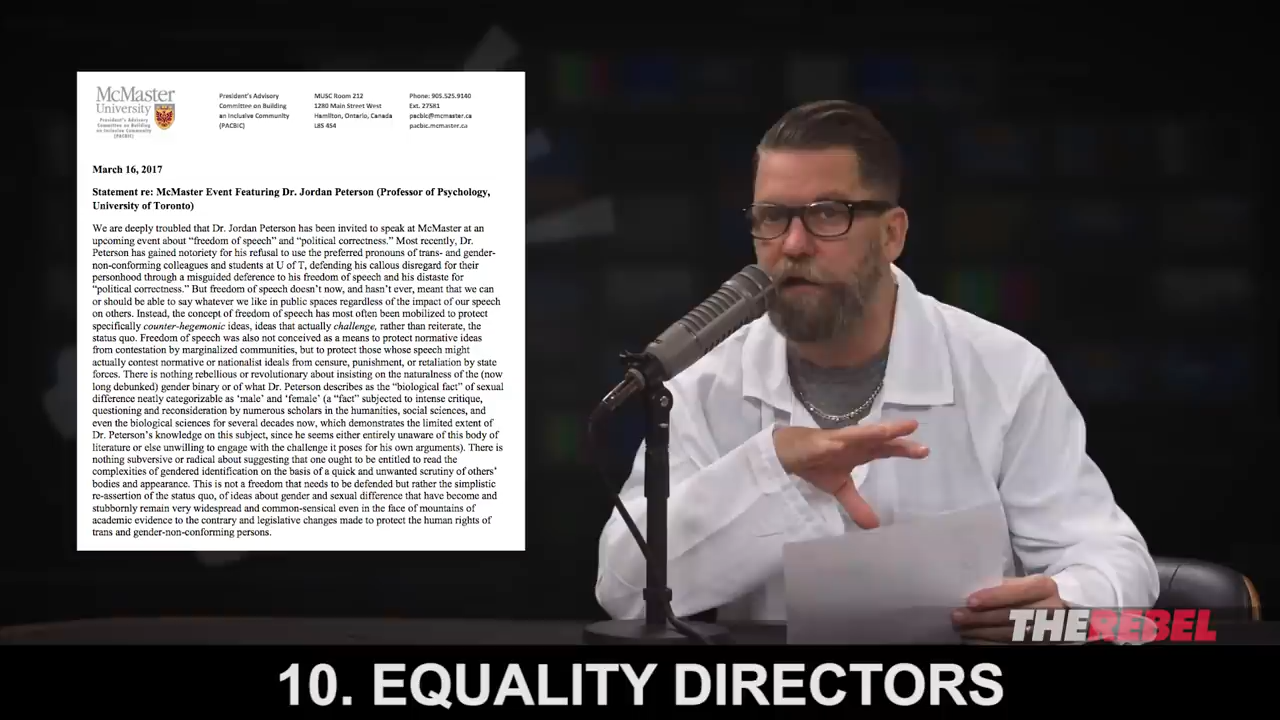 McMaster
University
President's Advisory
Committee on Building
an Inclusive Community
(PACBIC)
President's Advisory
Committee on Building
an Inclusive Community
(PACBIC)
MUSC Room 212
1280 Main Street West
Hamilton, Ontario, Canada
L8S 4S4
Phone: 905.525.9140
Ext. 27581
pacbic@mcmaster.ca
pacbic.mcmaster.ca
March 16, 2017
Statement re: McMaster Event Featuring Dr. Jordan Peterson (Professor of Psychology,
University of Toronto)
We are deeply troubled that Dr. Jordan Peterson has been invited to speak at McMaster at an
upcoming event about “freedom of speech” and “political correctness.” Most recently, Dr.
Peterson has gained notoriety for his refusal to use the preferred pronouns of trans- and gender-
non-conforming colleagues and students at U of T, defending his callous disregard for their
personhood through a misguided deference to his freedom of speech and his distaste for
“political correctness.” But freedom of speech doesn’t now, and hasn’t ever, meant that we can
or should be able to say whatever we like in public spaces regardless of the impact of our speech
on others. Instead, the concept of freedom of speech has most often been mobilized to protect
specifically counter-hegemonic ideas, ideas that actually challenge, rather than reiterate, the
status quo. Freedom of speech was also not conceived as a means to protect normative ideas
from contestation by marginalized communities, but to protect those whose speech might
actually contest normative or nationalist ideals from censure, punishment, or retaliation by state
forces. There is nothing rebellious or revolutionary about insisting on the naturalness of the (now
long debunked) gender binary or of what Dr. Peterson describes as the “biological fact” of sexual
difference neatly categorizable as ‘male’ and ‘female’ (a “fact” subjected to intense critique,
questioning and reconsideration by numerous scholars in the humanities, social sciences, and
even the biological sciences for several decades now, which demonstrates the limited extent of
Dr. Peterson’s knowledge on this subject, since he seems either entirely unaware of this body of
literature or else unwilling to engage with the challenge it poses for his own arguments). There is
nothing subversive or radical about suggesting that one ought to be entitled to read the
complexities of gendered identification on the basis of a quick and unwanted scrutiny of others’
bodies and appearance. This is not a freedom that needs to be defended but rather the simplistic
re-assertion of the status quo, of ideas about gender and sexual difference that have become and
stubbornly remain very widespread and common-sensical even in the face of mountains of
academic evidence to the contrary and legislative changes made to protect the human rights of
trans and gender-non-conforming persons.
THEREBEL
10. EQUALITY DIRECTORS